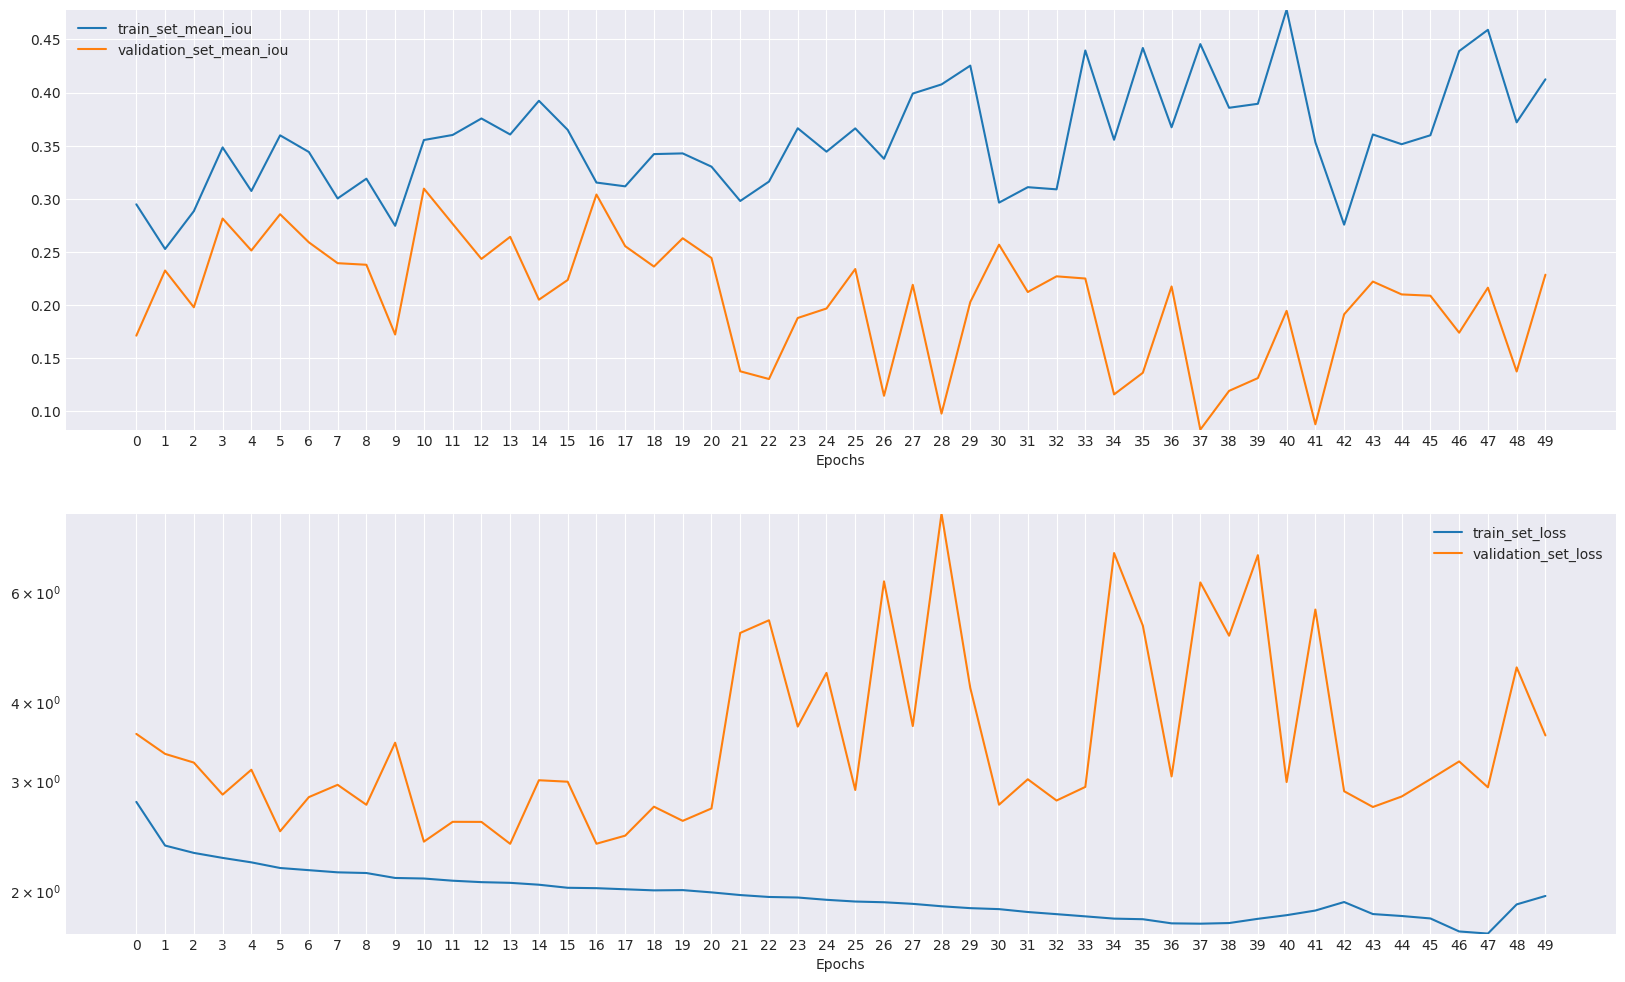 train_set_mean_iou
validation_set_mean_iou
0.45
0.40
0.35
0.30
0.25
0.20
0.15
0.10
0 1 2 3 4 5 6 7 8 9 10 11 12 13 14 15 16 17 18 19 20 21 22 23 24 25 26 27 28 29 30 31 32 33 34 35 36 37 38 39 40 41 42 43 44 45 46 47 48 49
Epochs
train_set_loss
validation_set_loss
6 × 10⁰
4 × 10⁰
3 × 10⁰
2 × 10⁰
0 1 2 3 4 5 6 7 8 9 10 11 12 13 14 15 16 17 18 19 20 21 22 23 24 25 26 27 28 29 30 31 32 33 34 35 36 37 38 39 40 41 42 43 44 45 46 47 48 49
Epochs